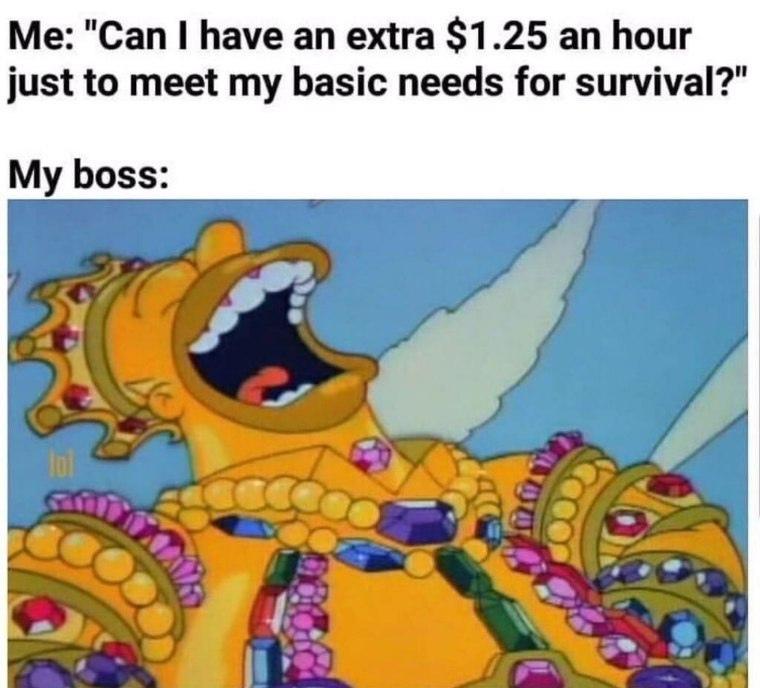 Me: "Can I have an extra $1.25 an hour
just to meet my basic needs for survival?"
My boss:
lol